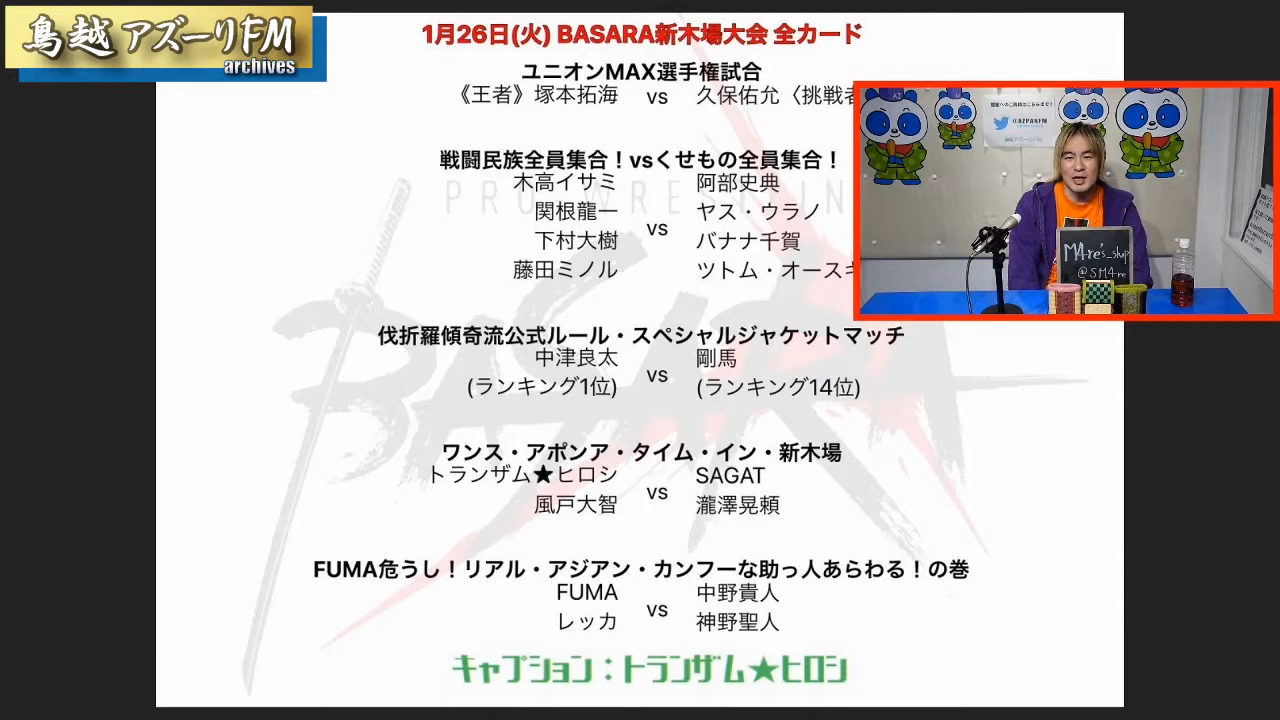 鳥越アズーリFM
archives
1月26日(火) BASARA新木場大会 全カード
ユニオンMAX選手権試合
《王者》塚本拓海 vs 久保佑允〈挑戦者
戦闘民族全員集合！vsくせもの全員集合！
木高イサミ 阿部史典
PRO WRESTLIN
関根龍一 ヤス・ウラノ
vs
下村大樹 バナナ千賀
藤田ミノル ツトム・オースギ
BASARA
伐折羅傾奇流公式ルール・スペシャルジャケットマッチ
中津良太 剛馬
vs
(ランキング1位) (ランキング14位)
ワンス・アポンア・タイム・イン・新木場
トランザム★ヒロシ SAGAT
vs
風戸大智 瀧澤晃頼
FUMA危うし！リアル・アジアン・カンフーな助っ人あらわる！の巻
FUMA 中野貴人
vs
レッカ 神野聖人
キャプション：トランザム★ヒロシ
@AZPANFM
MA-re's_shop
@SMA-re